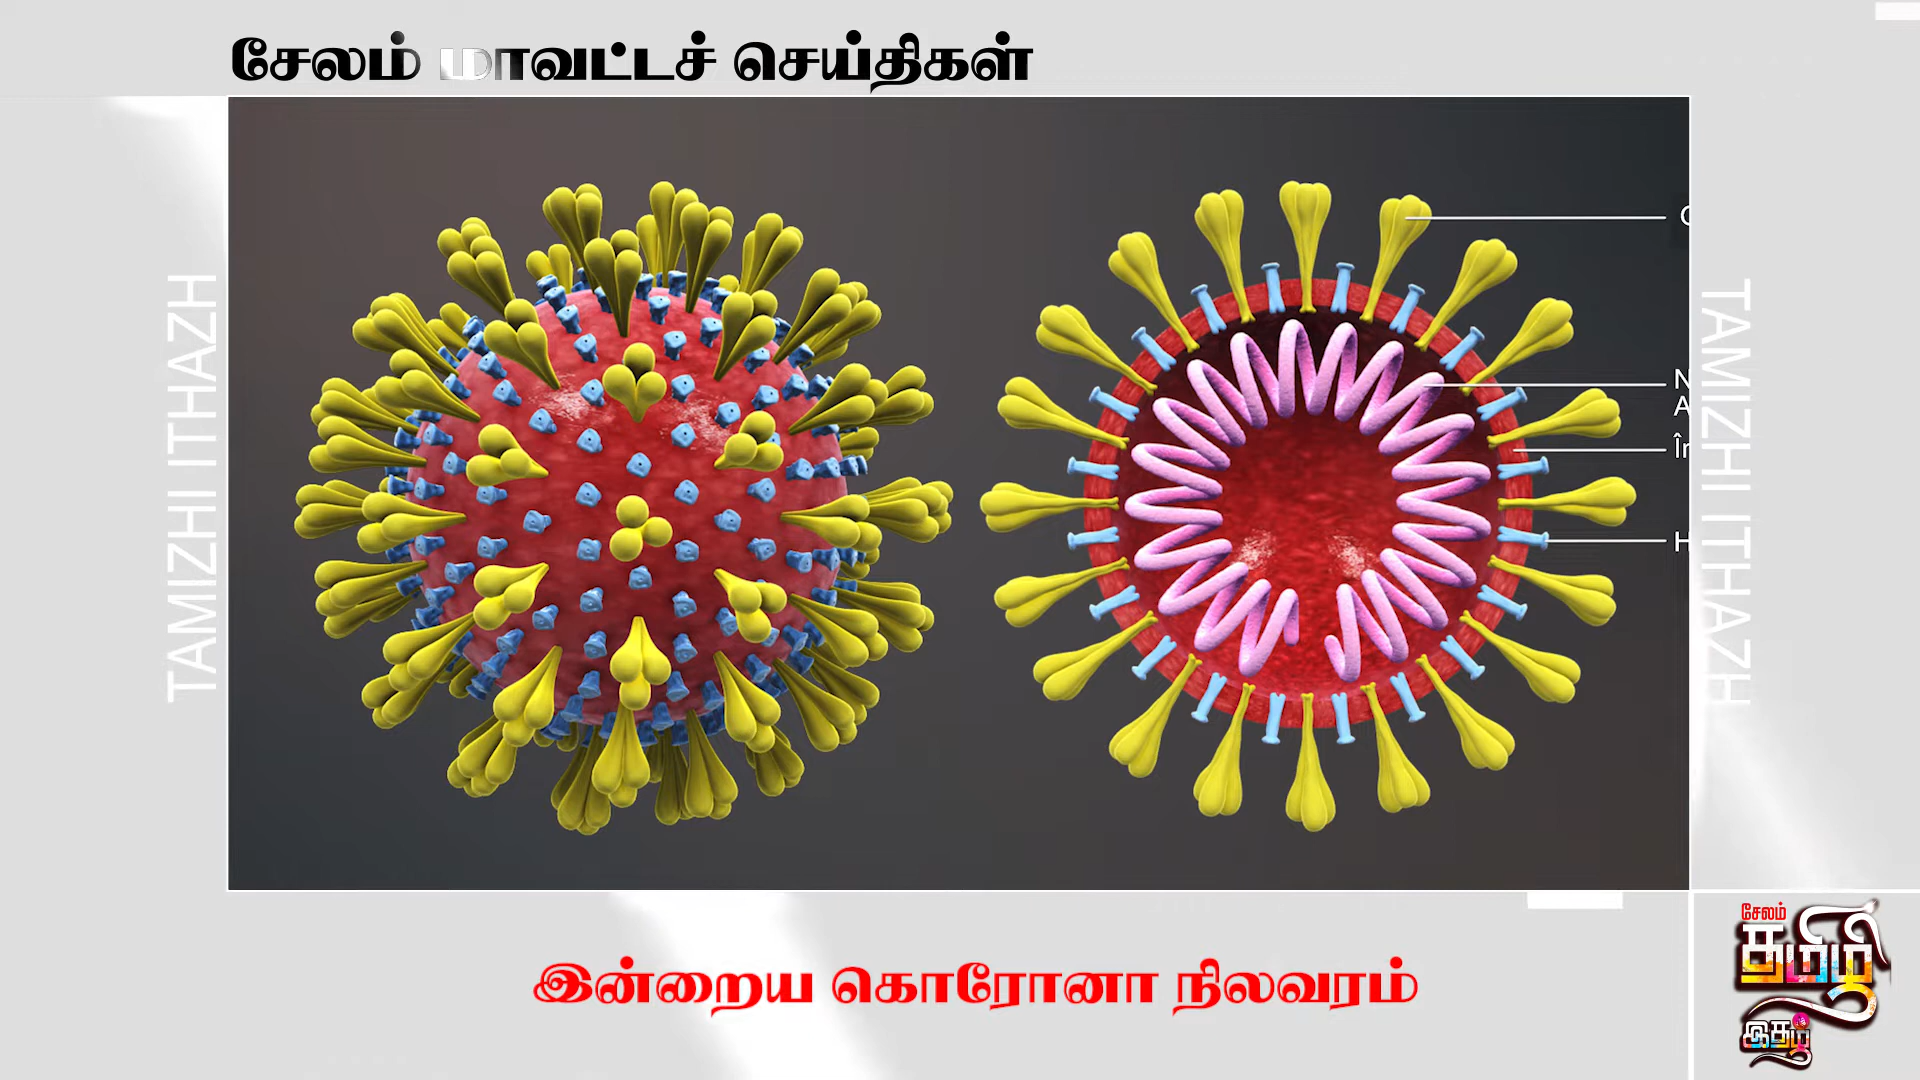 சேலம் மாவட்டச் செய்திகள்
TAMIZHI ITHAZH
TAMIZHI ITHAZH
இன்றைய கொரோனா நிலவரம்
சேலம்
தமிழி
இதழ்